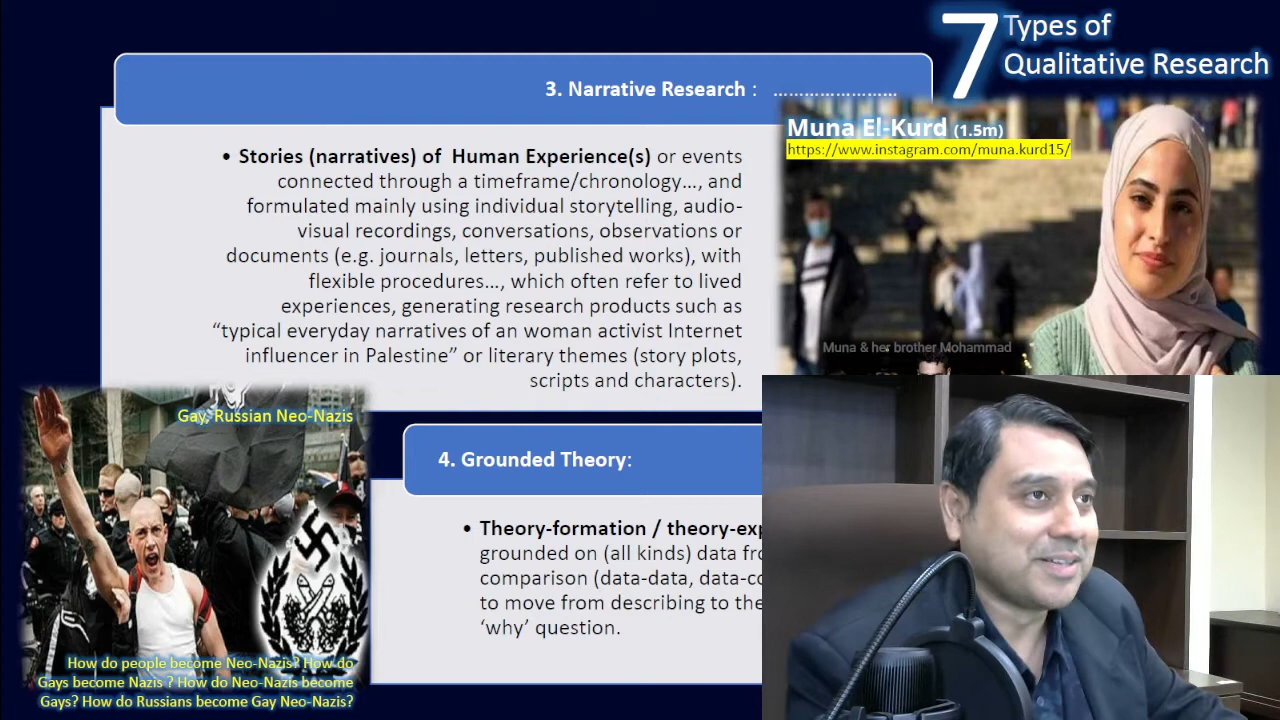 7 Types of
Qualitative Research
3. Narrative Research : ........................
• Stories (narratives) of Human Experience(s) or events
connected through a timeframe/chronology…, and
formulated mainly using individual storytelling, audio-
visual recordings, conversations, observations or
documents (e.g. journals, letters, published works), with
flexible procedures…, which often refer to lived
experiences, generating research products such as
“typical everyday narratives of an woman activist Internet
influencer in Palestine” or literary themes (story plots,
scripts and characters).
Muna El-Kurd (1.5m)
https://www.instagram.com/muna.kurd15/
Muna & her brother Mohammad
Gay, Russian Neo-Nazis
How do people become Neo-Nazis? How do
Gays become Nazis ? How do Neo-Nazis become
Gays? How do Russians become Gay Neo-Nazis?
4. Grounded Theory:
• Theory-formation /
grounded on (all kinds) data
comparison (data-data,
to move from describing to
‘why’ question.